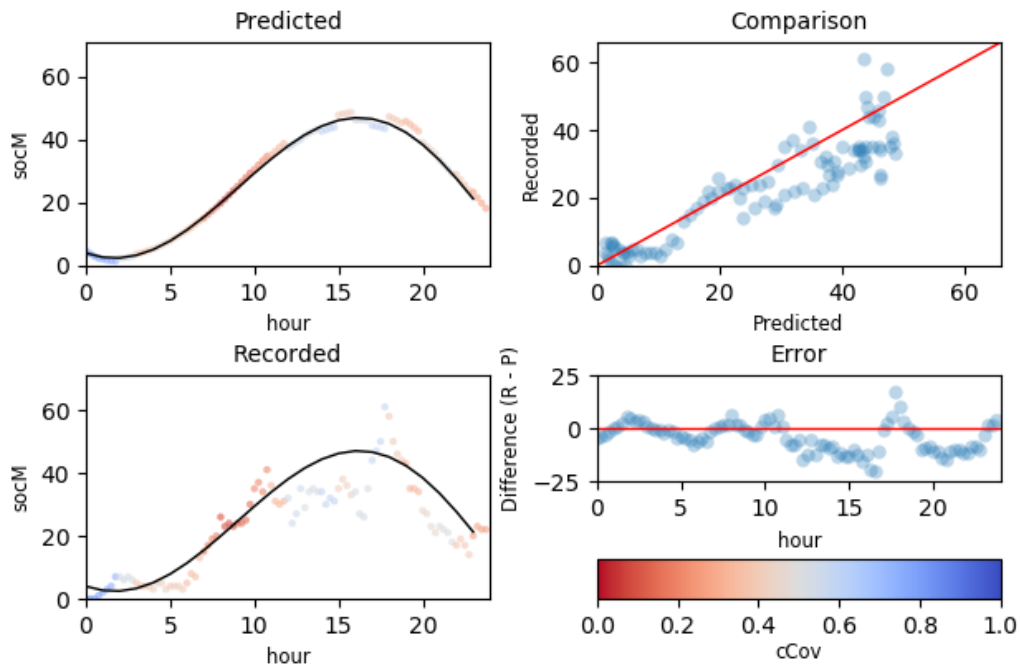 Predicted
socM
60
40
20
0
0 5 10 15 20
hour
Comparison
Recorded
60
40
20
0
0 20 40 60
Predicted
Recorded
socM
60
40
20
0
0 5 10 15 20
hour
Error
Difference (R - P)
25
0
−25
0 5 10 15 20
hour
0.0 0.2 0.4 0.6 0.8 1.0
cCov